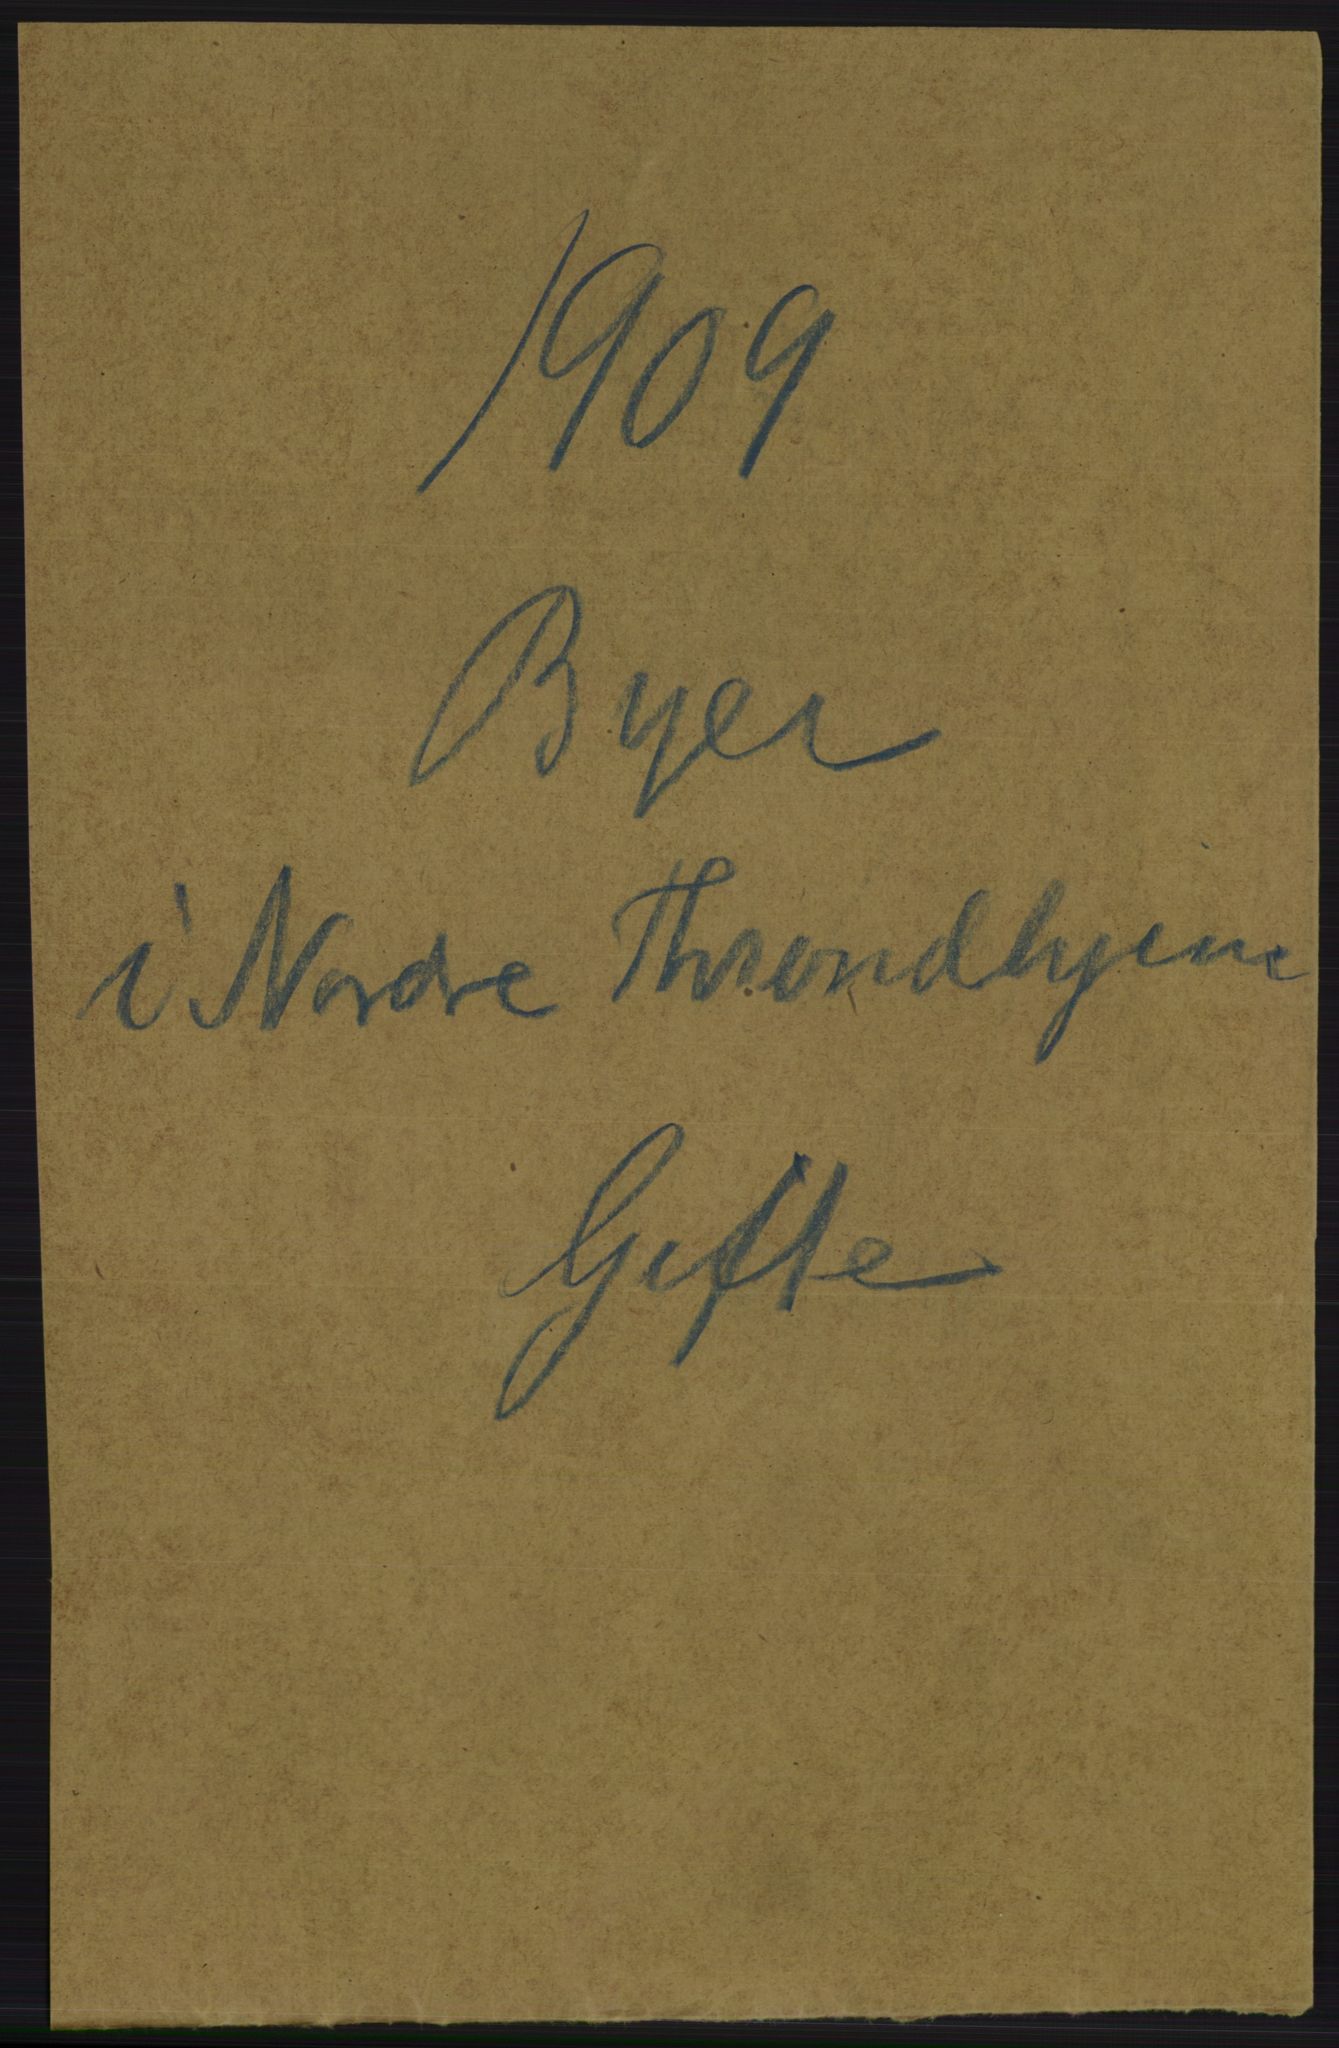 1909
Byer
i Nordre Throndhjem
Gifte